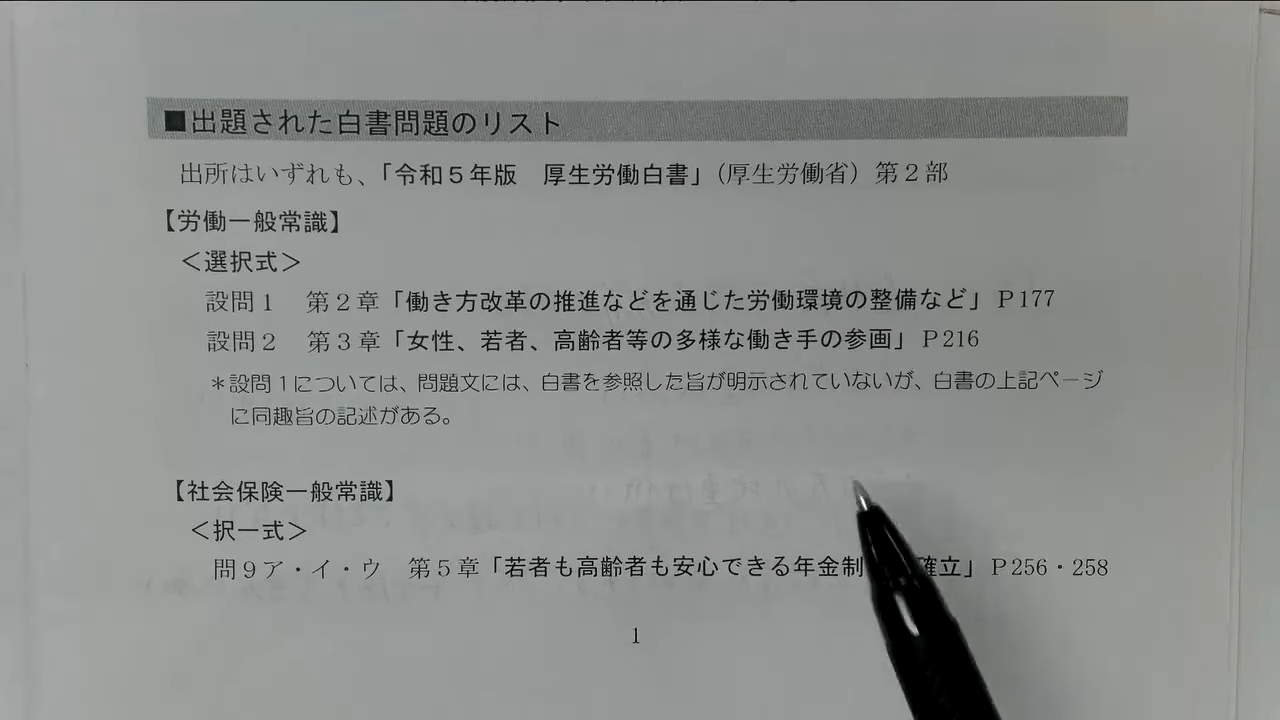 ■出題された白書問題のリスト
出所はいずれも、「令和5年版 厚生労働白書」(厚生労働省) 第2部
【労働一般常識】
＜選択式＞
設問1 第2章「働き方改革の推進などを通じた労働環境の整備など」P177
設問2 第3章「女性、若者、高齢者等の多様な働き手の参画」P216
＊設問1については、問題文には、白書を参照した旨が明示されていないが、白書の上記ページ
に同趣旨の記述がある。
【社会保険一般常識】
＜択一式＞
問9ア・イ・ウ 第5章「若者も高齢者も安心できる年金制 確立」P256・258
1